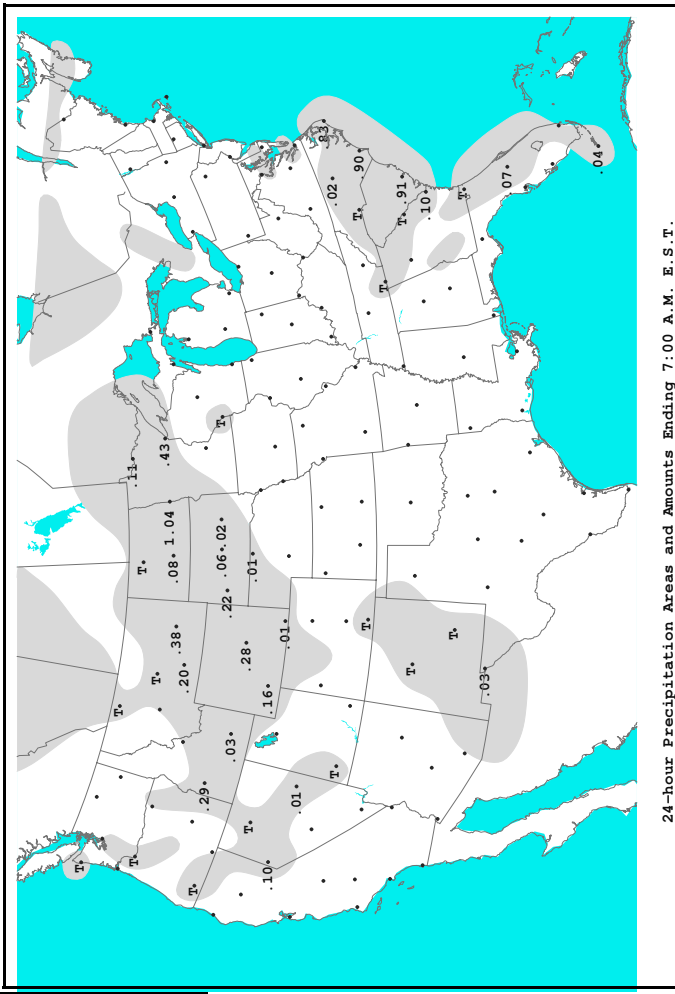 T
T
.11
T
T
T
.43
1.04
.08
.38
.20
T
.29
T
.06
.02
.22
.03
.28
T
.01
.10
.16
.01
.01
.83
.02
T
.90
T
T
T
.91
T
T
.10
T
T
.03
.07
.04
24-hour Precipitation Areas and Amounts Ending 7:00 A.M. E.S.T.